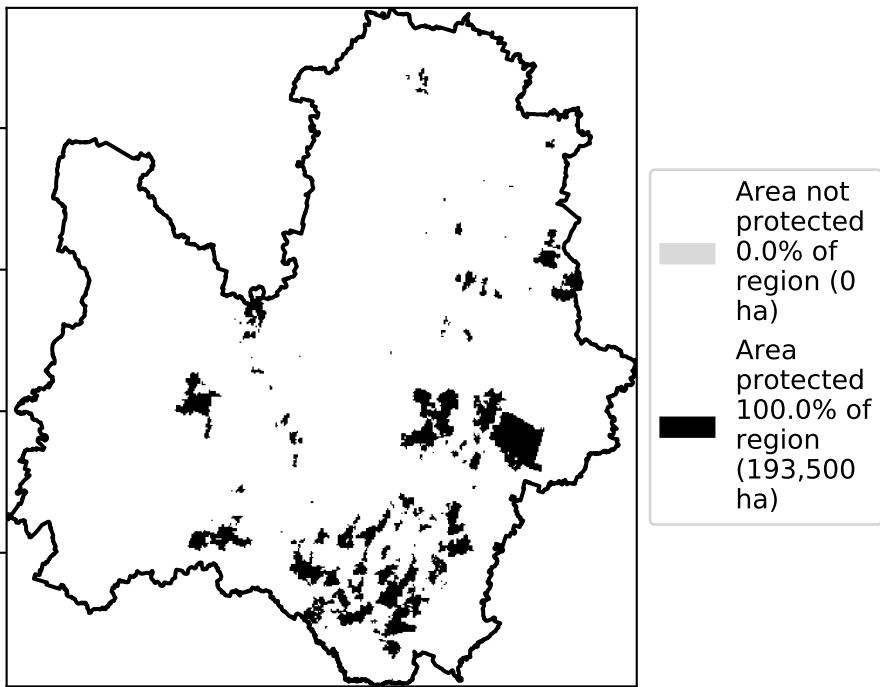 Area not
protected
0.0% of
region (0
ha)
Area
protected
100.0% of
region
(193,500
ha)